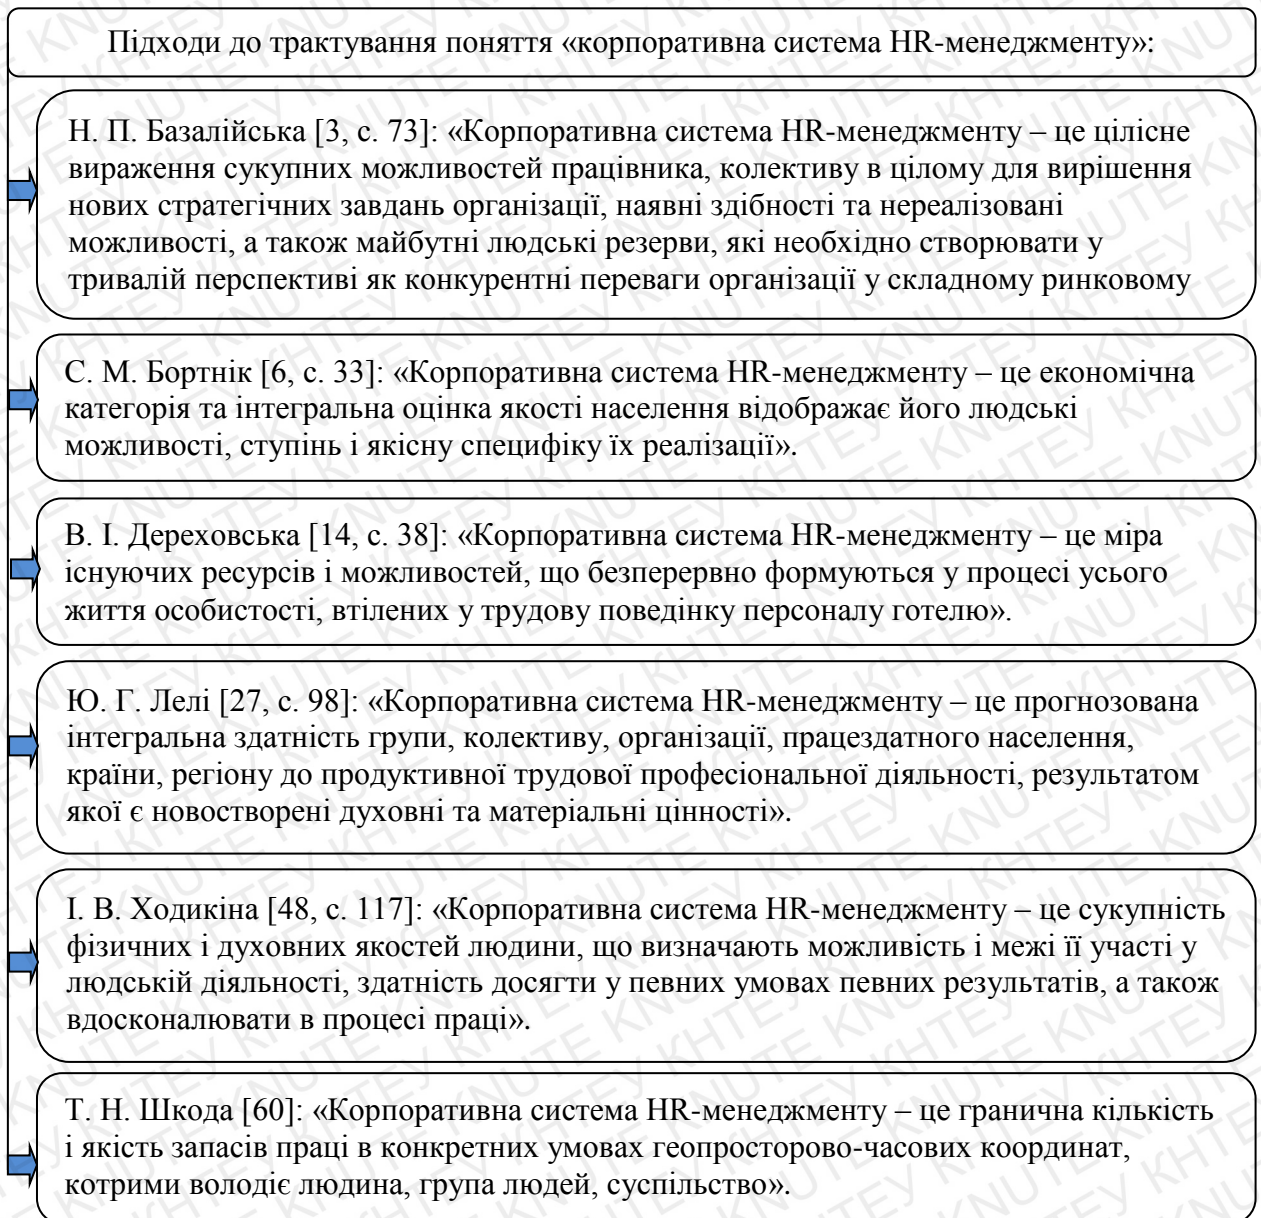 Підходи до трактування поняття «корпоративна система HR-менеджменту»:
Н. П. Базалійська [3, с. 73]: «Корпоративна система HR-менеджменту – це цілісне
вираження сукупних можливостей працівника, колективу в цілому для вирішення
нових стратегічних завдань організації, наявні здібності та нереалізовані
можливості, а також майбутні людські резерви, які необхідно створювати у
тривалій перспективі як конкурентні переваги організації у складному ринковому
С. М. Бортнік [6, с. 33]: «Корпоративна система HR-менеджменту – це економічна
категорія та інтегральна оцінка якості населення відображає його людські
можливості, ступінь і якісну специфіку їх реалізації».
В. І. Дереховська [14, с. 38]: «Корпоративна система HR-менеджменту – це міра
існуючих ресурсів і можливостей, що безперервно формуються у процесі усього
життя особистості, втілених у трудову поведінку персоналу готелю».
Ю. Г. Лелі [27, с. 98]: «Корпоративна система HR-менеджменту – це прогнозована
інтегральна здатність групи, колективу, організації, працездатного населення,
країни, регіону до продуктивної трудової професіональної діяльності, результатом
якої є новостворені духовні та матеріальні цінності».
І. В. Ходикіна [48, с. 117]: «Корпоративна система HR-менеджменту – це сукупність
фізичних і духовних якостей людини, що визначають можливість і межі її участі у
людській діяльності, здатність досягти у певних умовах певних результатів, а також
вдосконалювати в процесі праці».
Т. Н. Шкода [60]: «Корпоративна система HR-менеджменту – це гранична кількість
і якість запасів праці в конкретних умовах геопросторово-часових координат,
котрими володіє людина, група людей, суспільство».